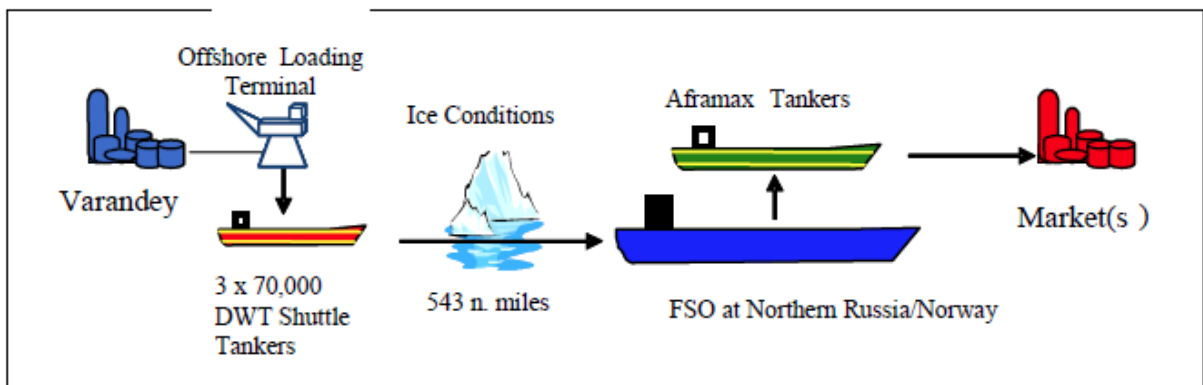 Offshore Loading
Terminal
Varandey
3 x 70,000
DWT Shuttle
Tankers
Ice Conditions
543 n. miles
Aframax Tankers
FSO at Northern Russia/Norway
Market(s )